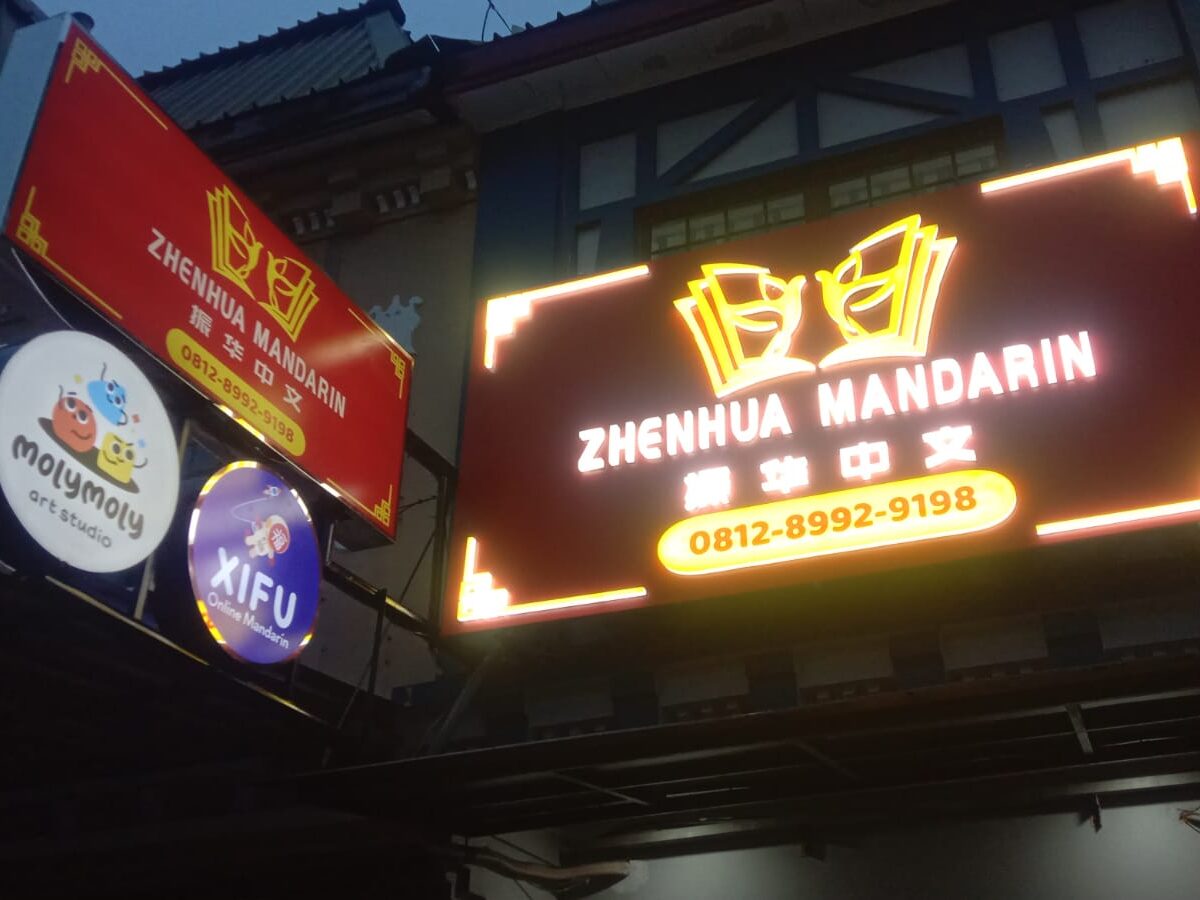 ZHENHUA MANDARIN
振华中文
0812-8992-9198
molymoly
art studio
XIFU
Online Mandarin
ZHENHUA MANDARIN
振华中文
0812-8992-9198